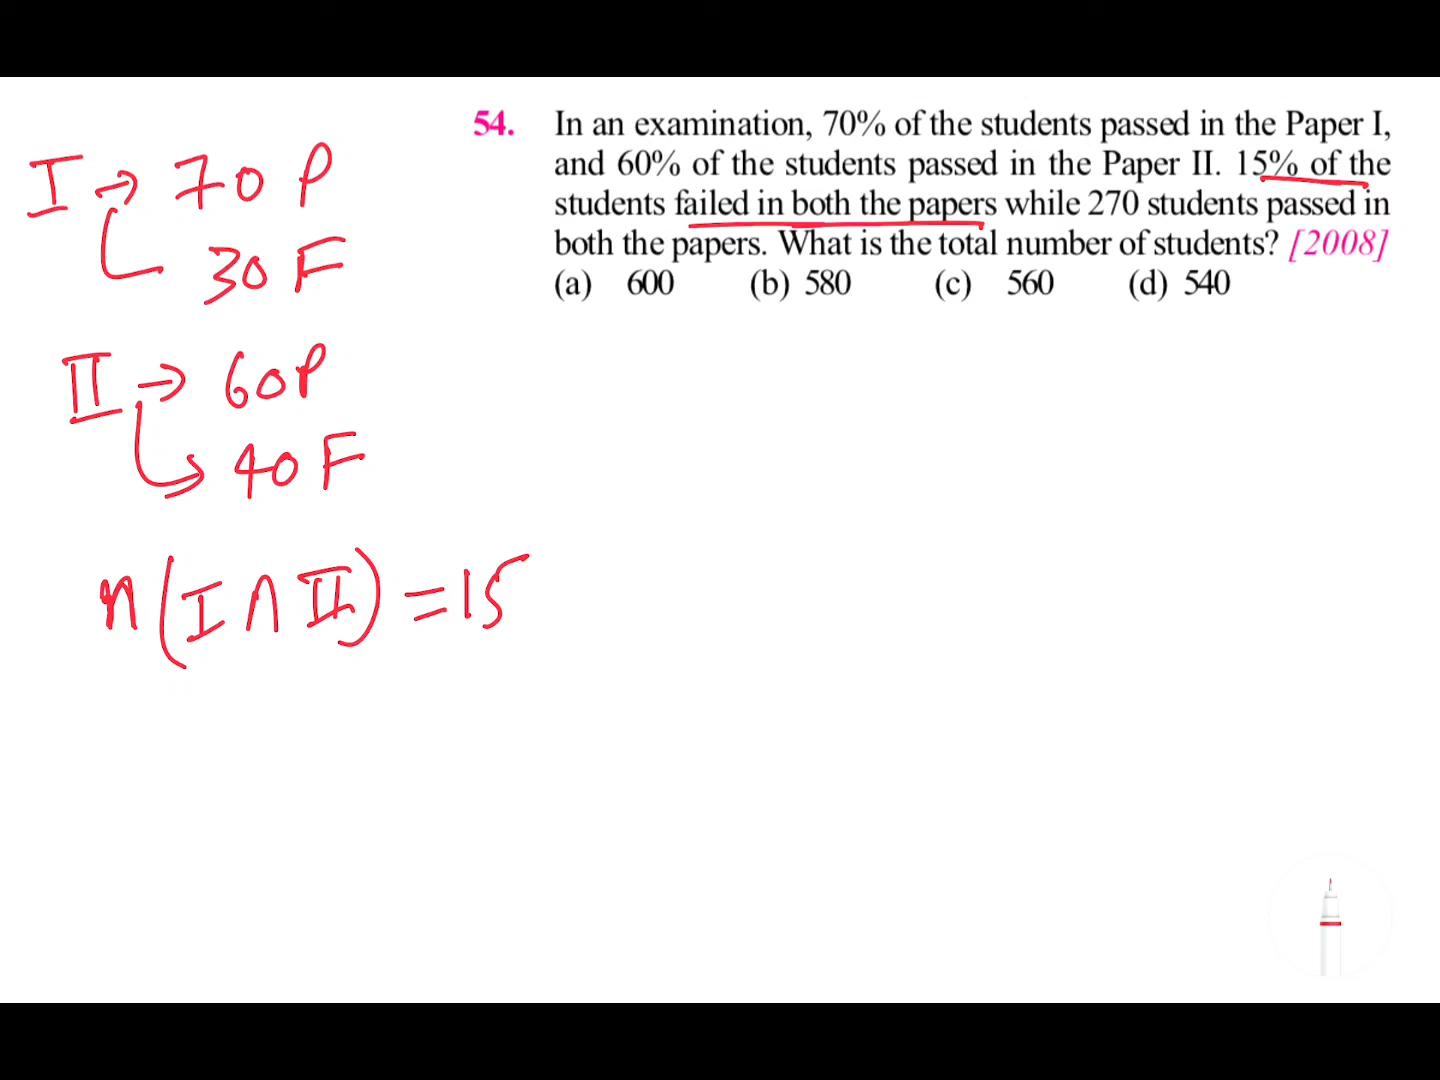 54. In an examination, 70% of the students passed in the Paper I,
and 60% of the students passed in the Paper II. 15% of the
students failed in both the papers while 270 students passed in
both the papers. What is the total number of students? [2008]
(a) 600 (b) 580 (c) 560 (d) 540
I → 70 P
30 F
II → 60P
→ 40 F
n(I ∩ II) = 15